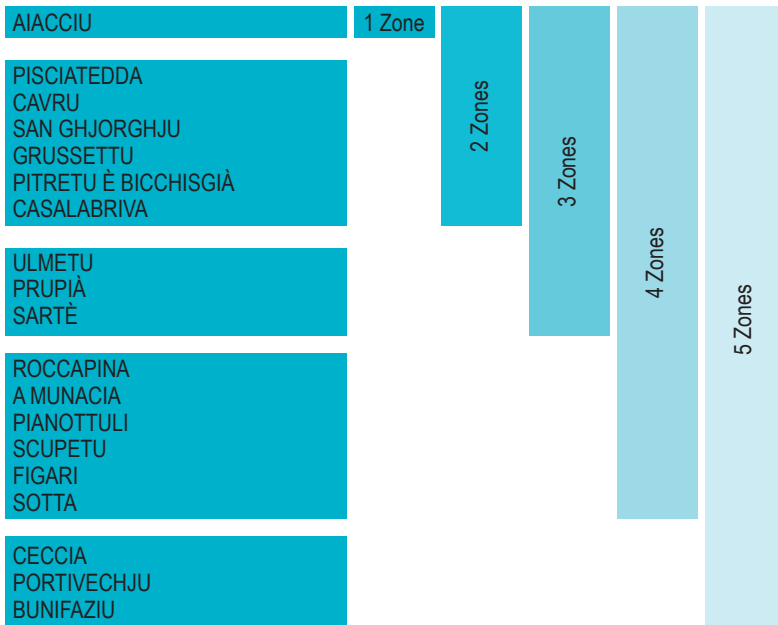 AIACCIU
1 Zone
PISCIATEDDA
CAVRU
SAN GHJORGHJU
GRUSSETTU
PITRETU È BICCHISGIÀ
CASALABRIVA
2 Zones
ULMETU
PRUPIÀ
SARTÈ
3 Zones
ROCCAPINA
A MUNACIA
PIANOTTULI
SCUPETU
FIGARI
SOTTA
4 Zones
CECCIA
PORTIVECHJU
BUNIFAZIU
5 Zones